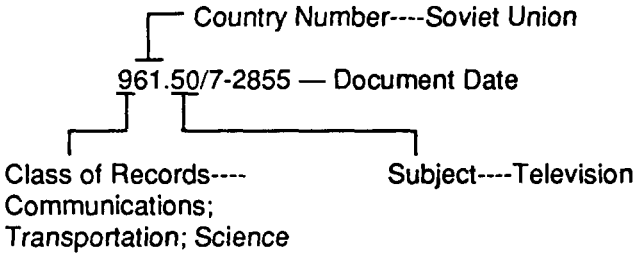 Country Number----Soviet Union
961.50/7-2855 — Document Date
Class of Records----
Communications;
Transportation; Science
Subject----Television